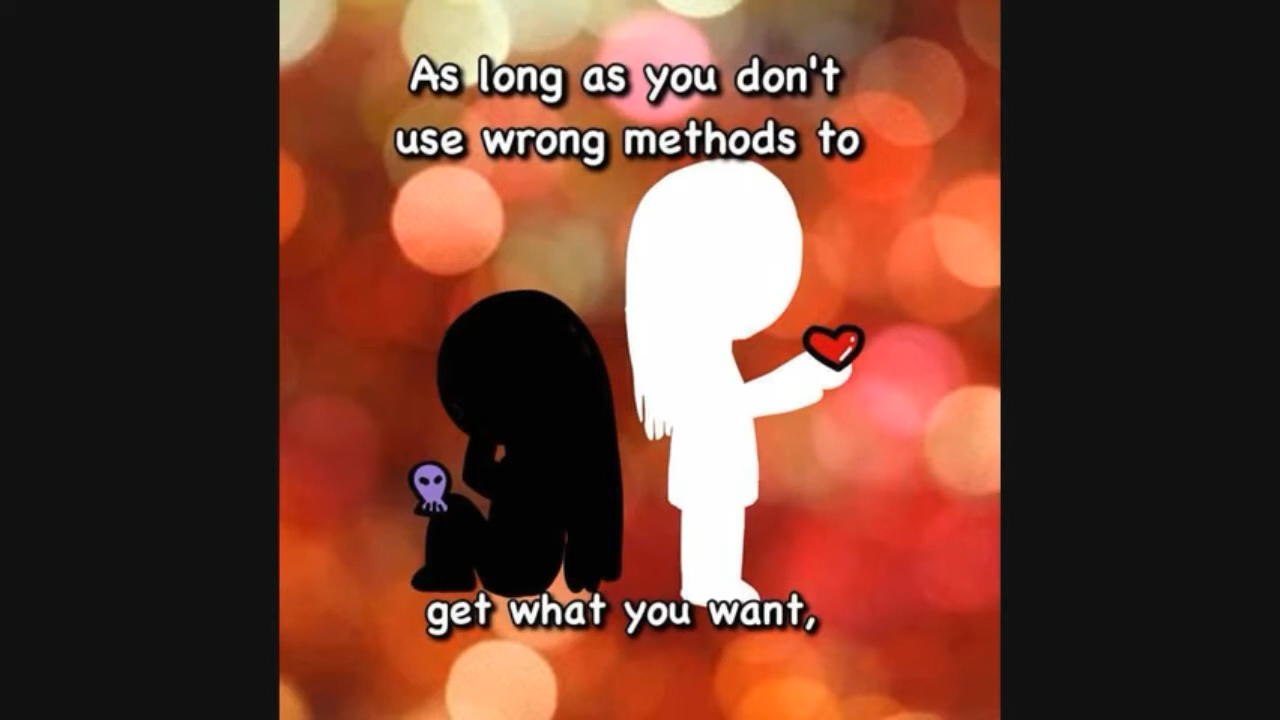 As long as you don't
use wrong methods to
get what you want,